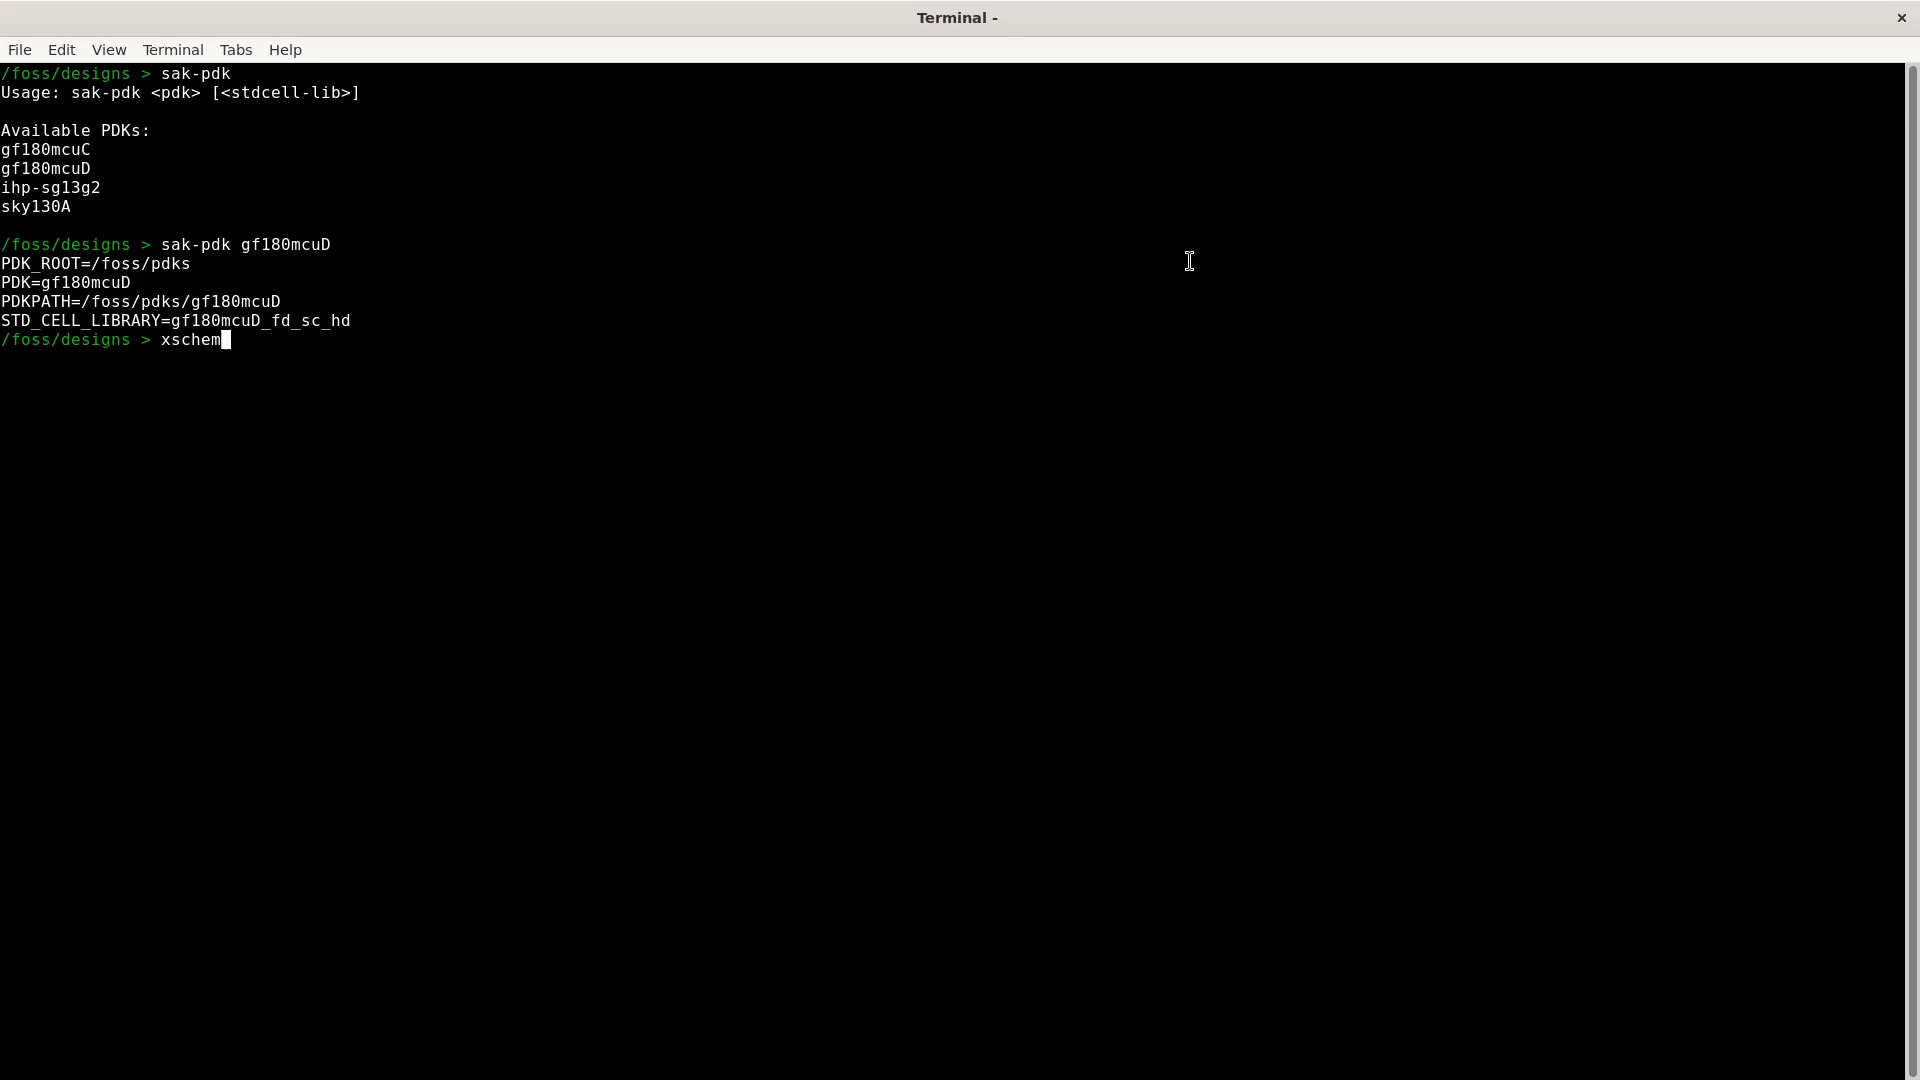 Terminal -
File Edit View Terminal Tabs Help
/foss/designs > sak-pdk
Usage: sak-pdk <pdk> [<stdcell-lib>]
Available PDKs:
gf180mcuC
gf180mcuD
ihp-sg13g2
sky130A
/foss/designs > sak-pdk gf180mcuD
PDK_ROOT=/foss/pdks
PDK=gf180mcuD
PDKPATH=/foss/pdks/gf180mcuD
STD_CELL_LIBRARY=gf180mcuD_fd_sc_hd
/foss/designs > xschem